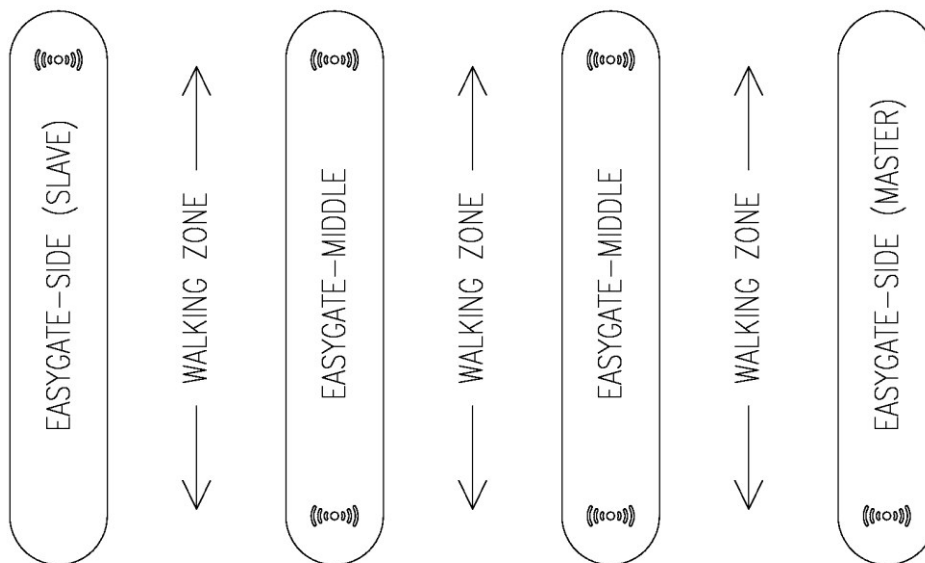 EASYGATE-SIDE (SLAVE)
WALKING ZONE
EASYGATE-MIDDLE
WALKING ZONE
EASYGATE-MIDDLE
WALKING ZONE
EASYGATE-SIDE (MASTER)